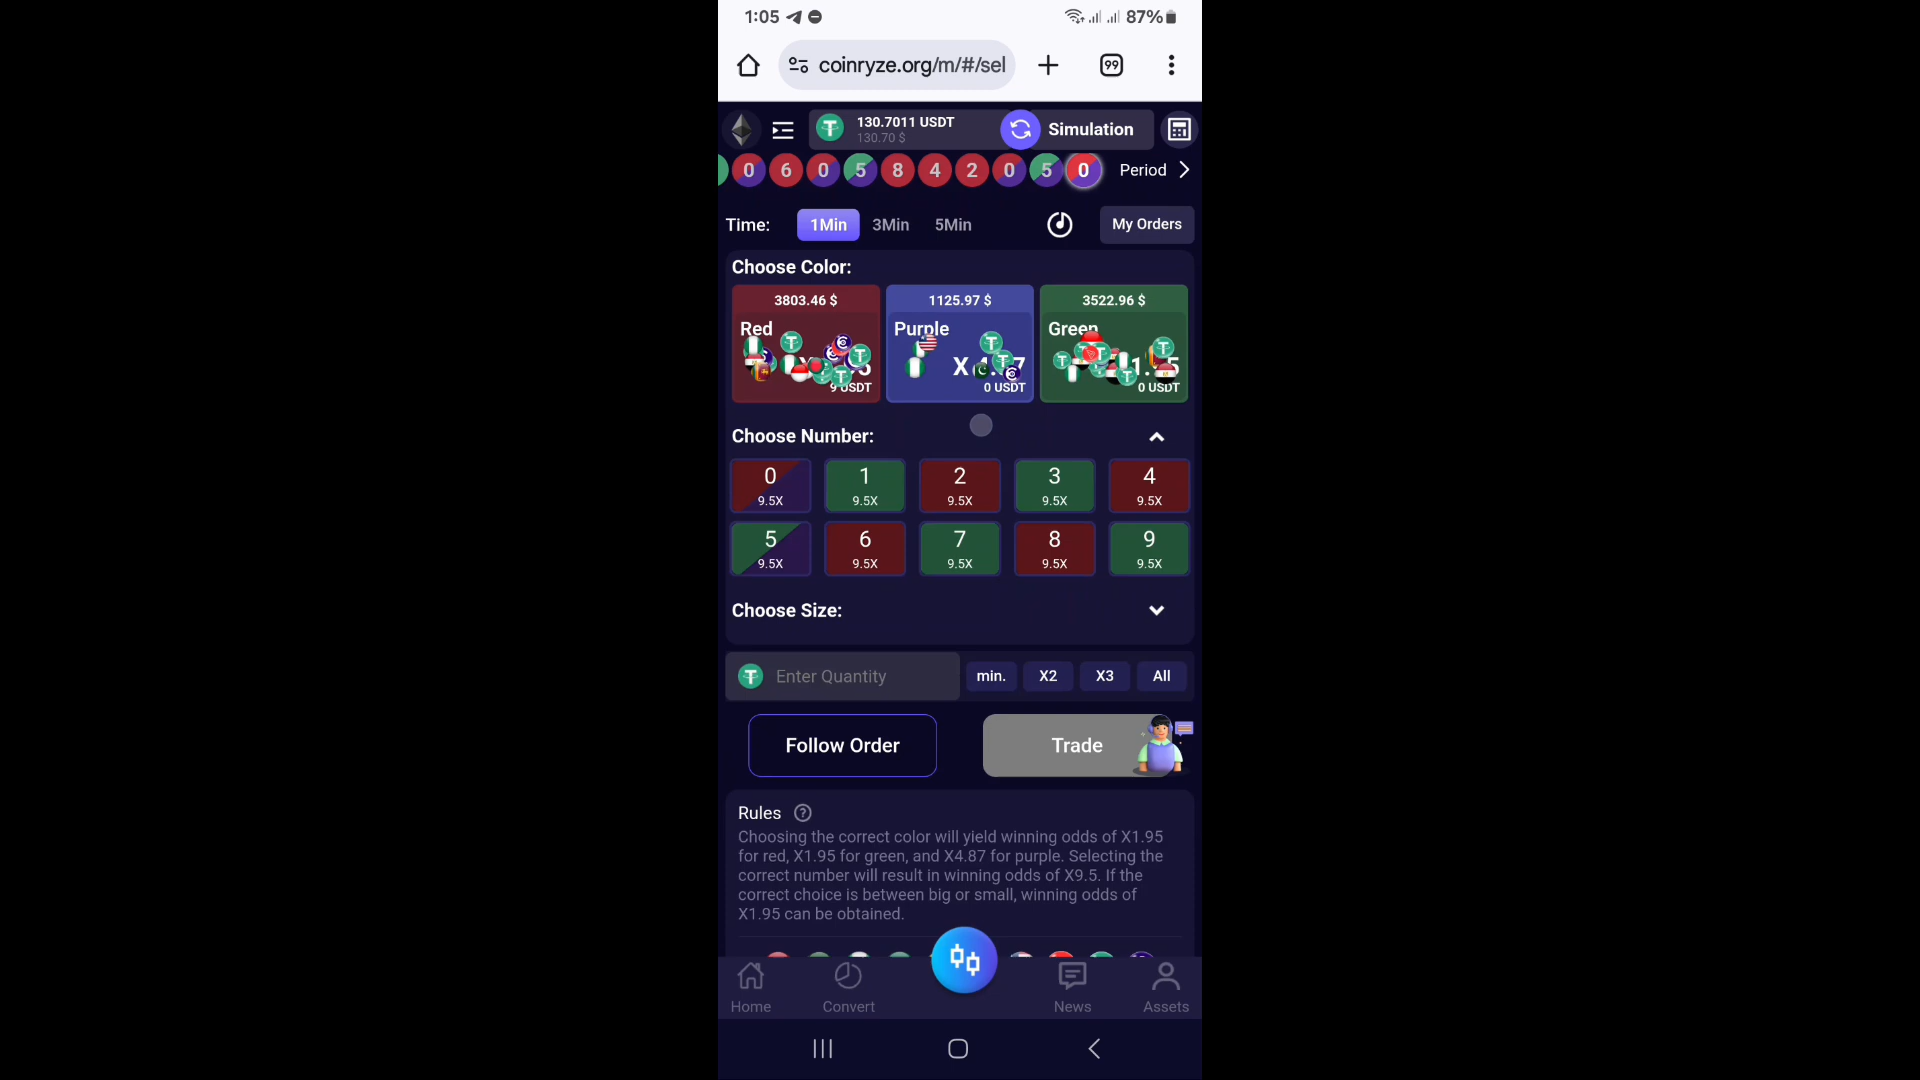 1:05
87%
coinryze.org/m/#/sel
99
130.7011 USDT
130.70 $
Simulation
0 6 0 5 8 4 2 0 5 0
Period
Time:
1Min 3Min 5Min
My Orders
Choose Color:
3803.46 $
1125.97 $
3522.96 $
Red
Purple
Green
9 USDT
0 USDT
0 USDT
Choose Number:
0 1 2 3 4
9.5X 9.5X 9.5X 9.5X 9.5X
5 6 7 8 9
9.5X 9.5X 9.5X 9.5X 9.5X
Choose Size:
Enter Quantity
min. X2 X3 All
Follow Order
Trade
Rules
Choosing the correct color will yield winning odds of X1.95
for red, X1.95 for green, and X4.87 for purple. Selecting the
correct number will result in winning odds of X9.5. If the
correct choice is between big or small, winning odds of
X1.95 can be obtained.
Home
Convert
News
Assets